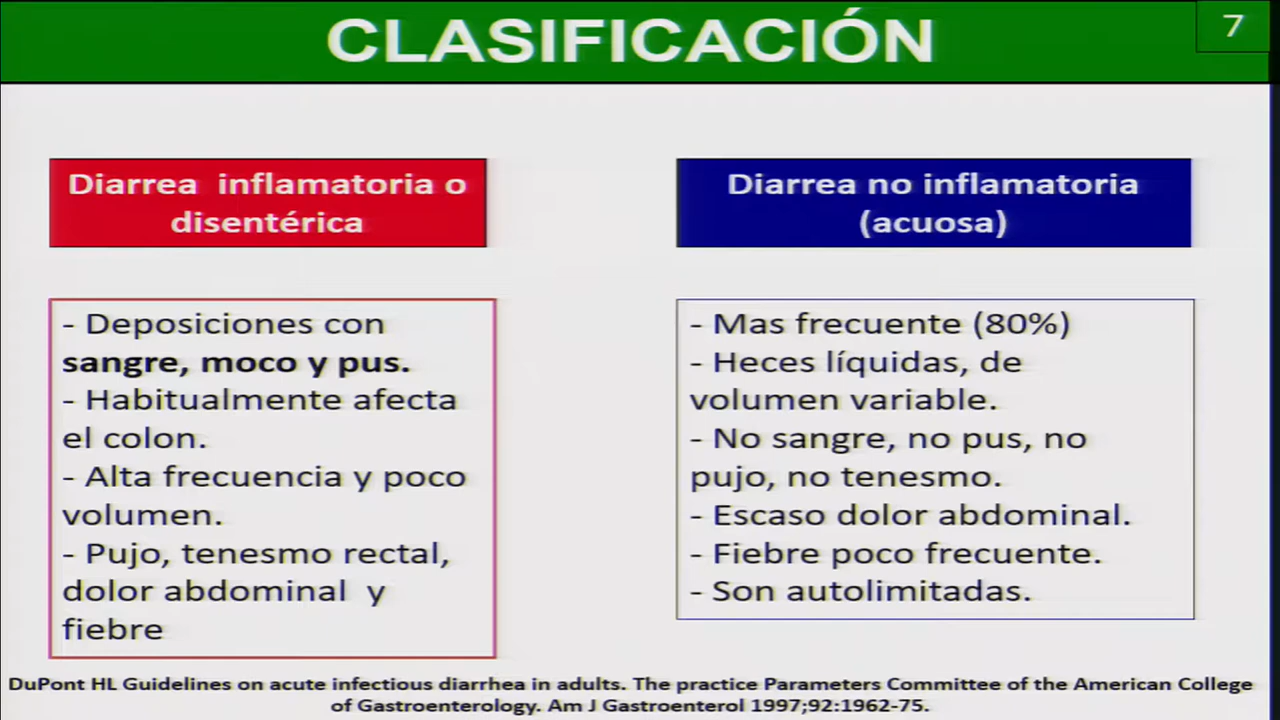 CLASIFICACIÓN
7
Diarrea inflamatoria o
disentérica
- Deposiciones con
sangre, moco y pus.
- Habitualmente afecta
el colon.
- Alta frecuencia y poco
volumen.
- Pujo, tenesmo rectal,
dolor abdominal y
fiebre
Diarrea no inflamatoria
(acuosa)
- Mas frecuente (80%)
- Heces líquidas, de
volumen variable.
- No sangre, no pus, no
pujo, no tenesmo.
- Escaso dolor abdominal.
- Fiebre poco frecuente.
- Son autolimitadas.
DuPont HL Guidelines on acute infectious diarrhea in adults. The practice Parameters Committee of the American College
of Gastroenterology. Am J Gastroenterol 1997;92:1962-75.